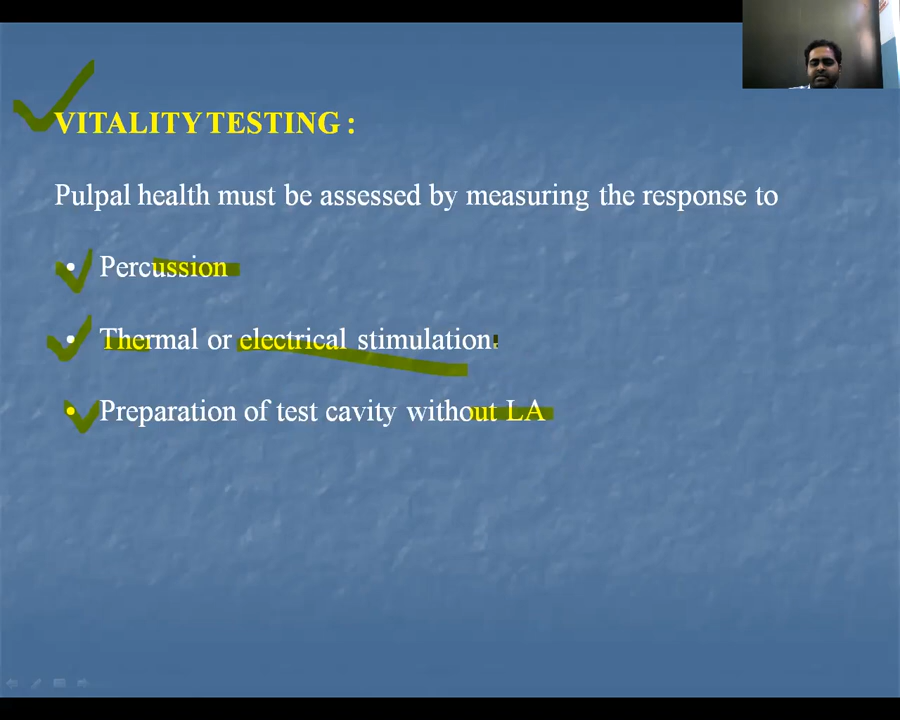 VITALITY TESTING :
Pulpal health must be assessed by measuring the response to
• Percussion
• Thermal or electrical stimulation.
• Preparation of test cavity without LA